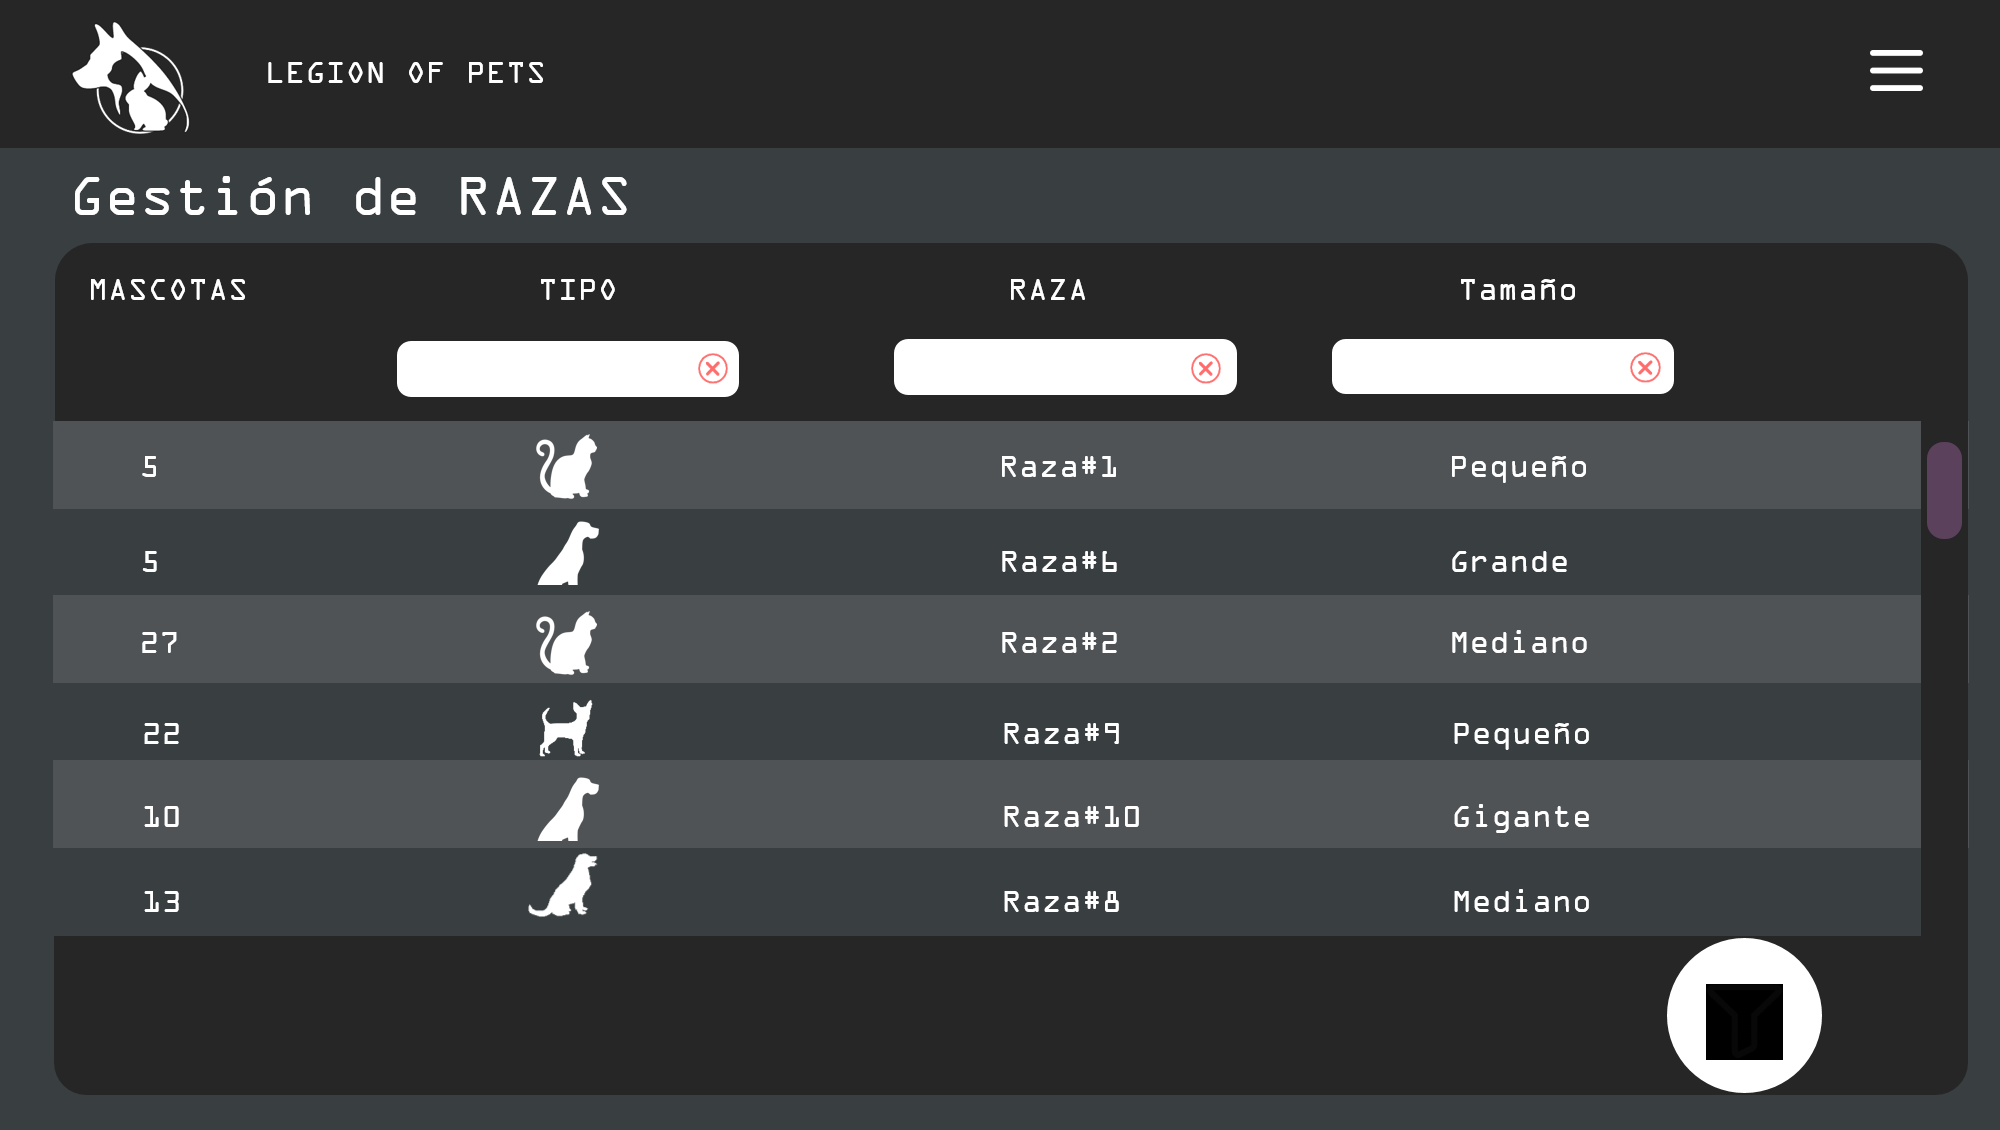 LEGION OF PETS
Gestión de RAZAS
MASCOTAS TIPO RAZA Tamaño
5 Raza#1 Pequeño
5 Raza#6 Grande
27 Raza#2 Mediano
22 Raza#9 Pequeño
10 Raza#10 Gigante
13 Raza#8 Mediano